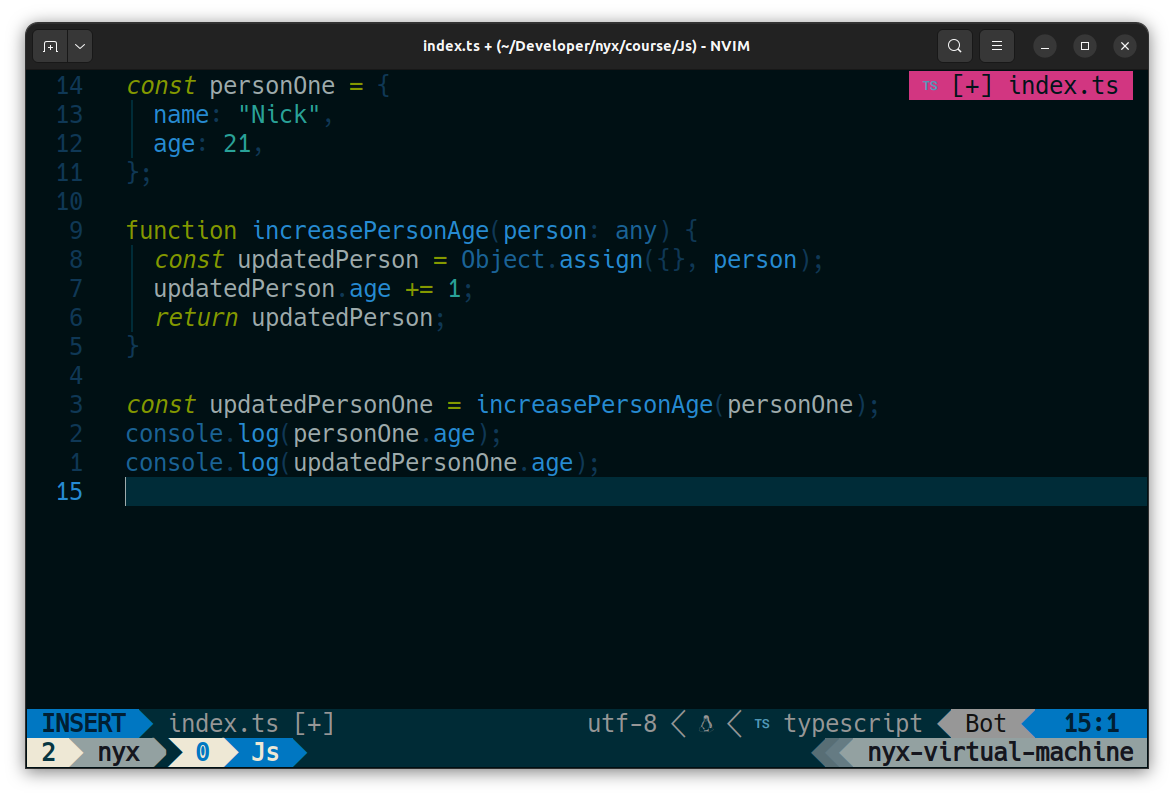 index.ts + (~/Developer/nyx/course/Js) - NVIM
TS [+] index.ts
14 const personOne = {
13 name: "Nick",
12 age: 21,
11 };
10
9 function increasePersonAge(person: any) {
8 const updatedPerson = Object.assign({}, person);
7 updatedPerson.age += 1;
6 return updatedPerson;
5 }
4
3 const updatedPersonOne = increasePersonAge(personOne);
2 console.log(personOne.age);
1 console.log(updatedPersonOne.age);
15
INSERT index.ts [+] utf-8 TS typescript Bot 15:1
2 nyx 0 Js nyx-virtual-machine